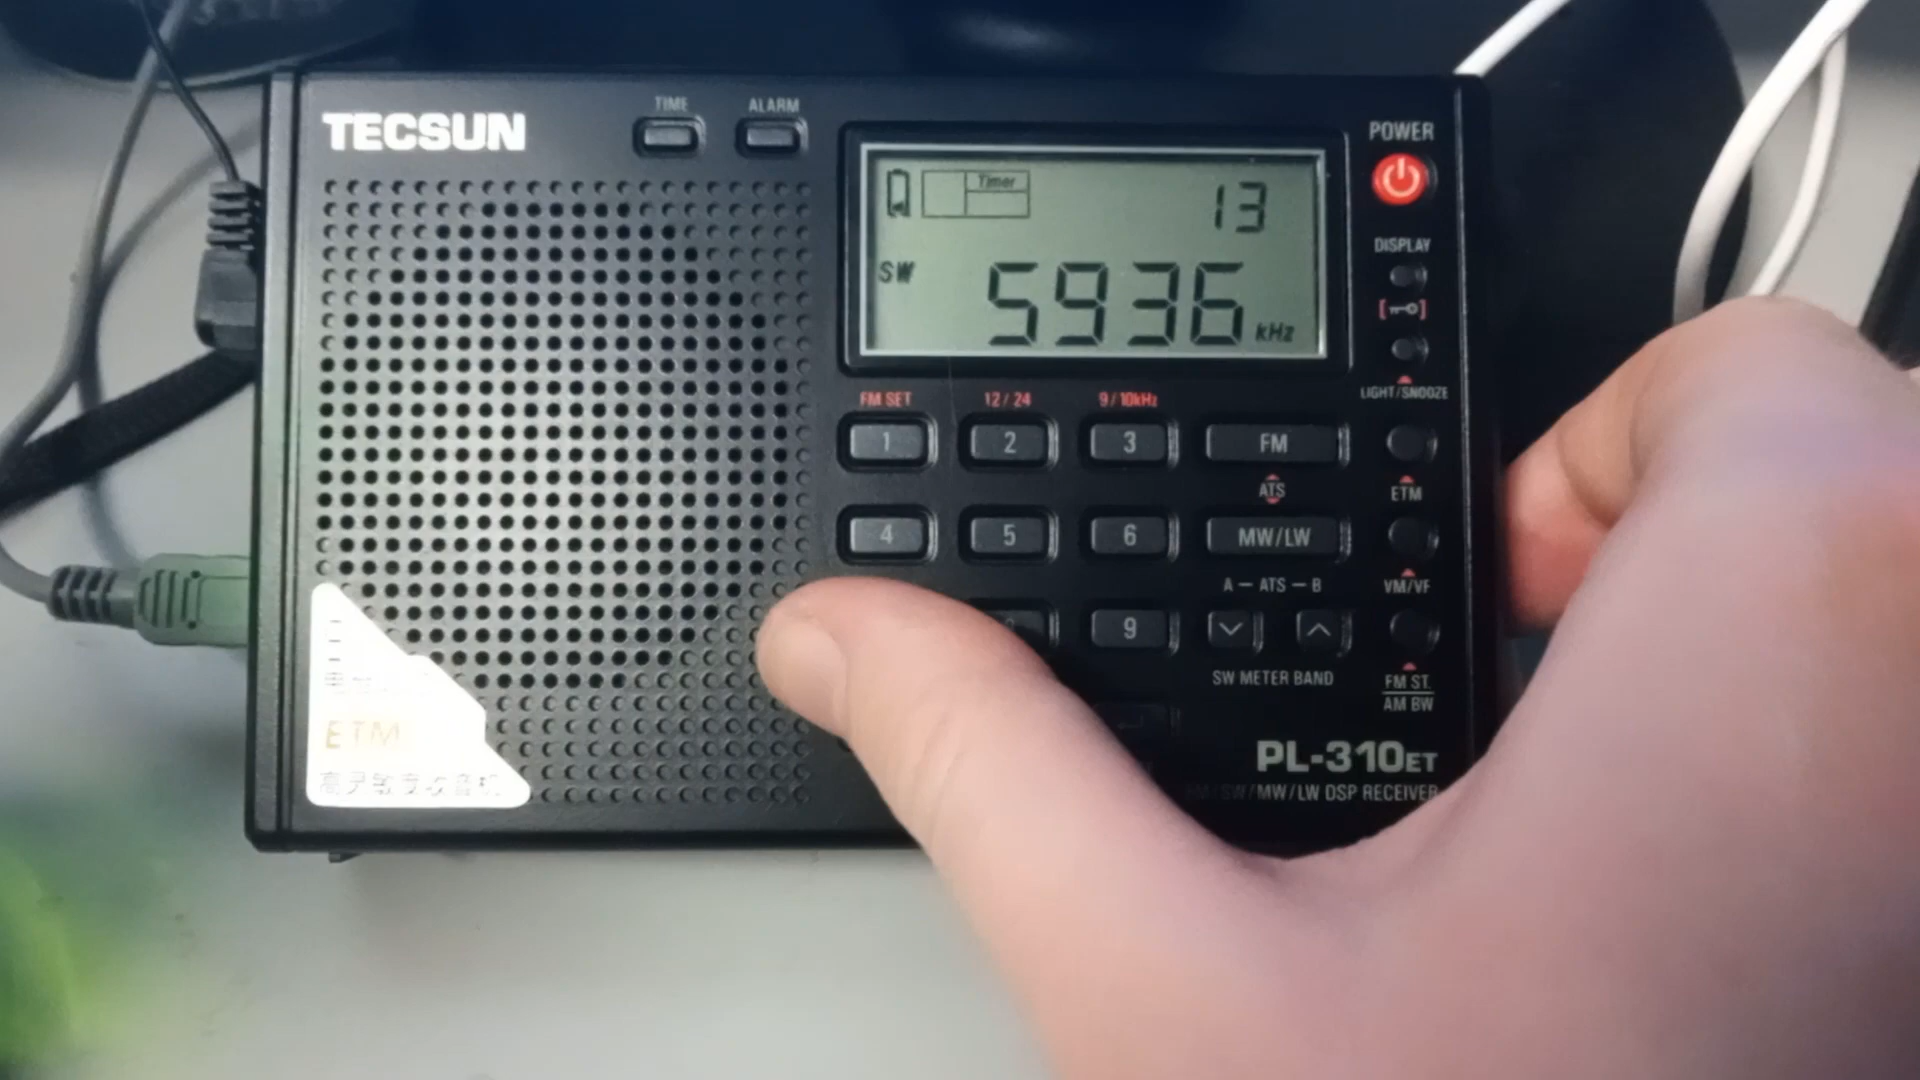 TIME ALARM
TECSUN
POWER
Timer
13
SW
5936 kHz
DISPLAY
LIGHT/SNOOZE
FM SET 12/24 9/10kHz
1 2 3 FM
ATS ETM
4 5 6 MW/LW
A — ATS — B VM/VF
9
SW METER BAND
FM ST.
AM BW
ETM
PL-310ET
FM/SW/MW/LW DSP RECEIVER